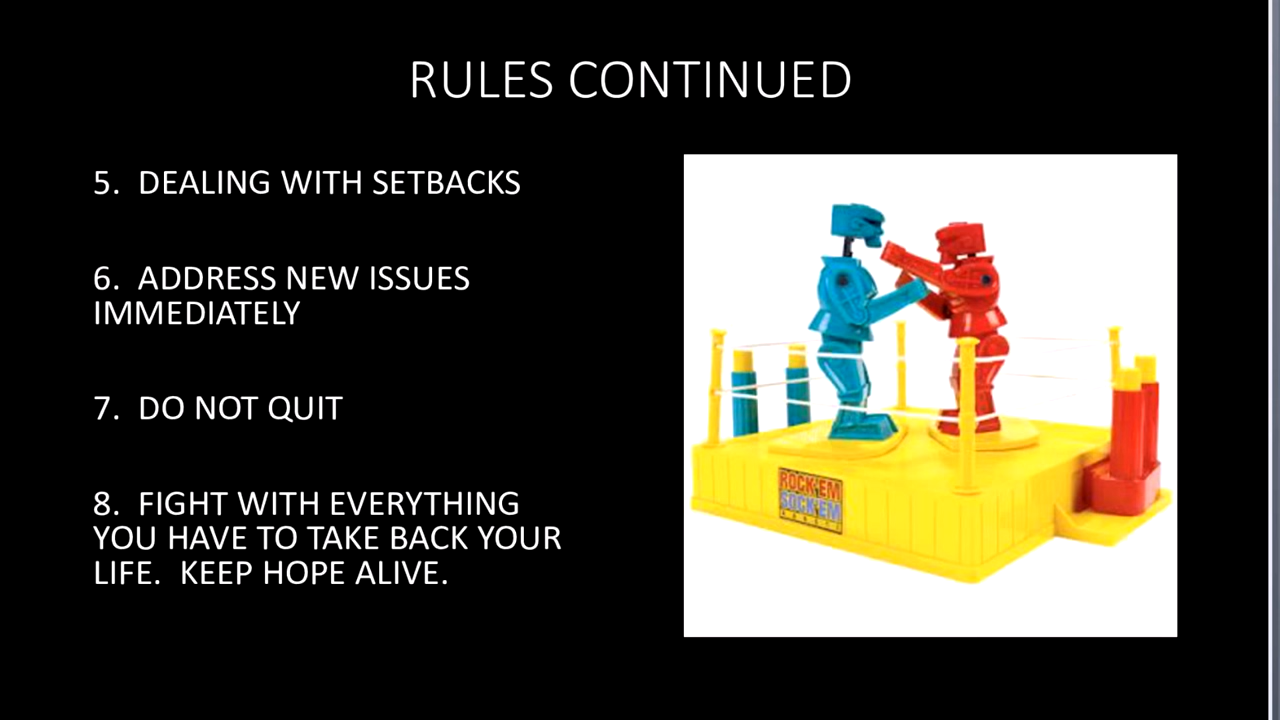 RULES CONTINUED
5. DEALING WITH SETBACKS
6. ADDRESS NEW ISSUES
IMMEDIATELY
7. DO NOT QUIT
8. FIGHT WITH EVERYTHING
YOU HAVE TO TAKE BACK YOUR
LIFE. KEEP HOPE ALIVE.
ROCK'EM
SOCK'EM